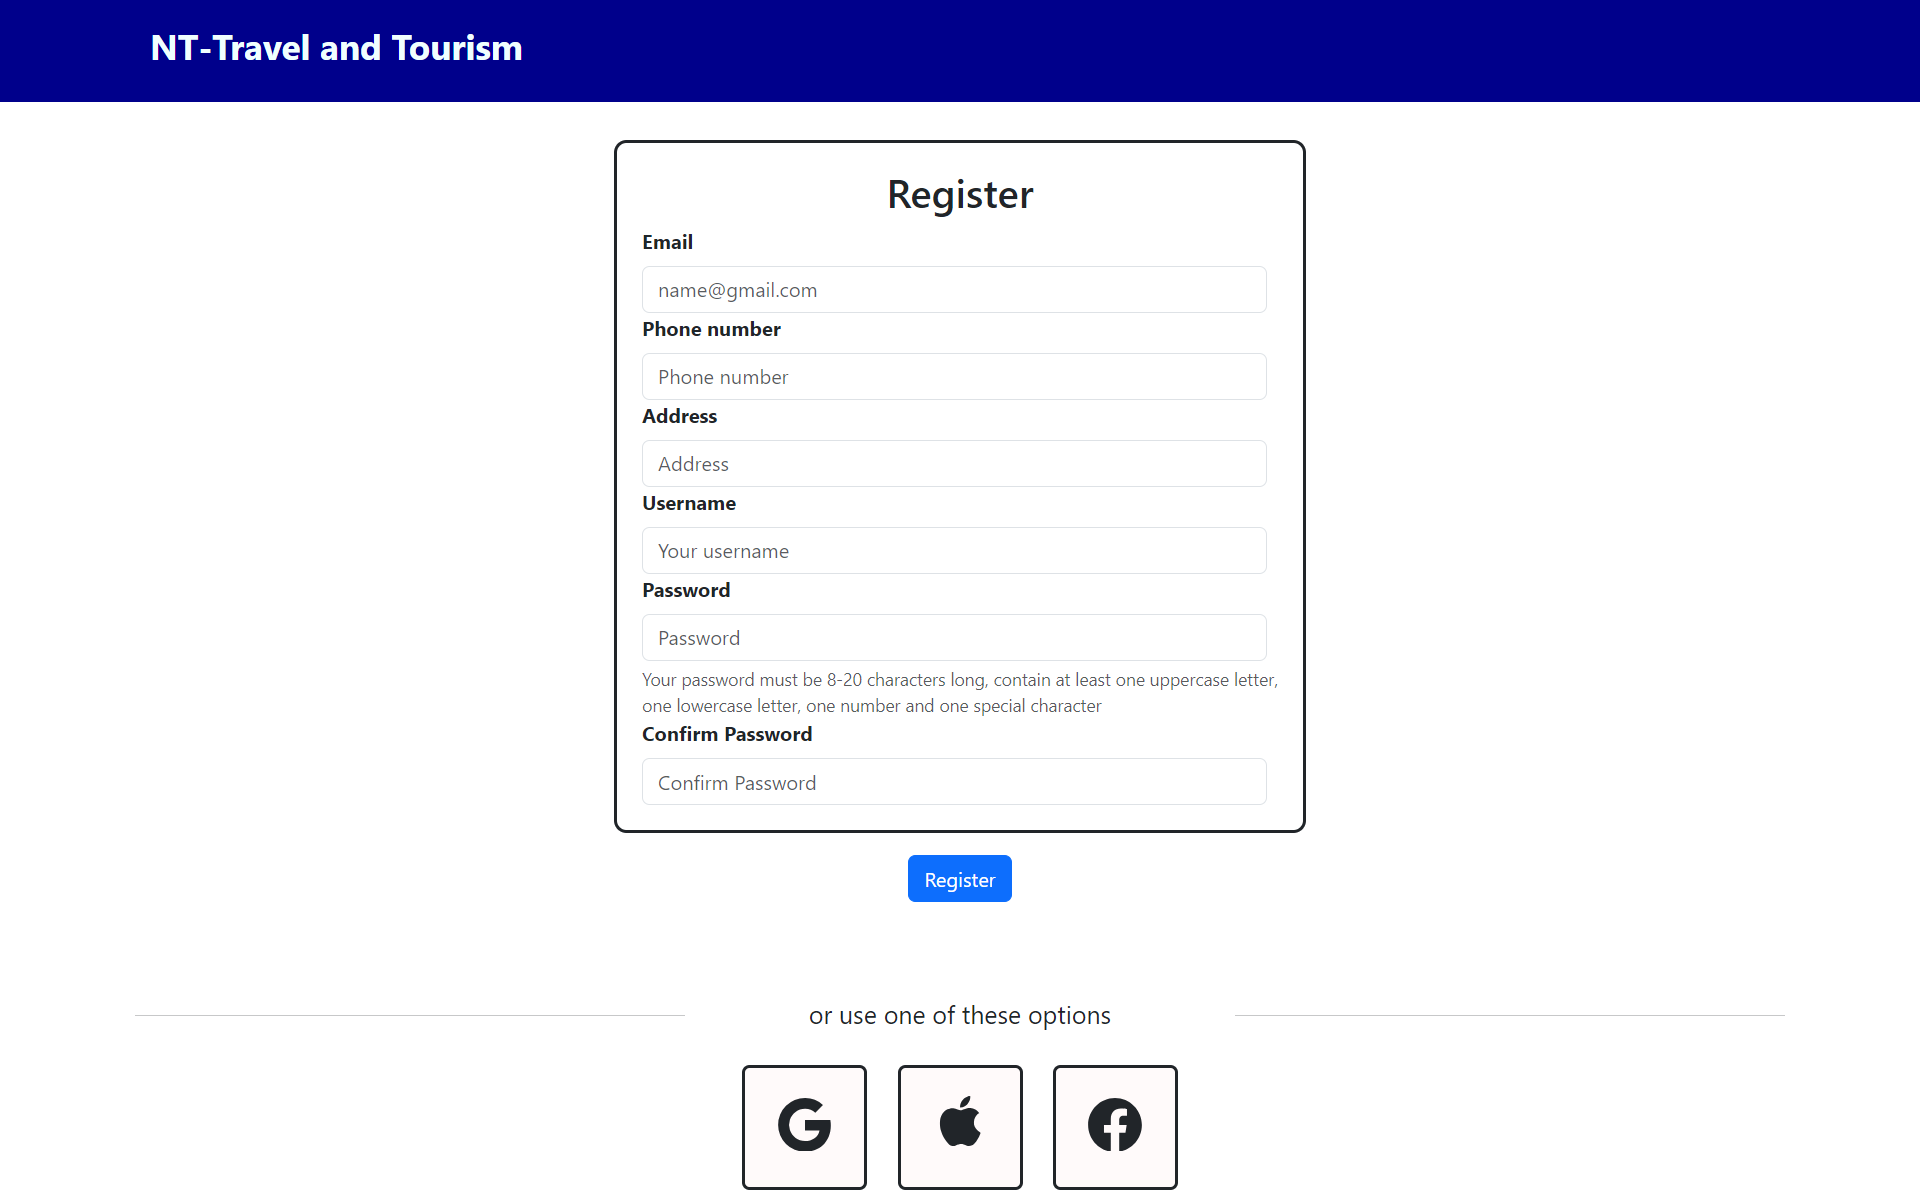 NT-Travel and Tourism
Register
Email
name@gmail.com
Phone number
Phone number
Address
Address
Username
Your username
Password
Password
Your password must be 8-20 characters long, contain at least one uppercase letter,
one lowercase letter, one number and one special character
Confirm Password
Confirm Password
Register
or use one of these options